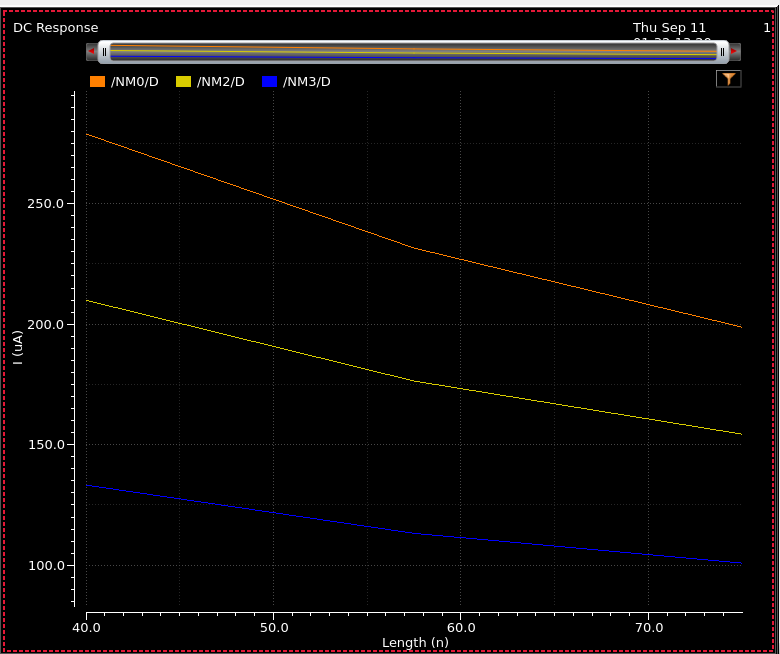 DC Response
Thu Sep 11
1
/NM0/D
/NM2/D
/NM3/D
250.0
200.0
150.0
100.0
I (uA)
40.0
50.0
60.0
70.0
Length (n)